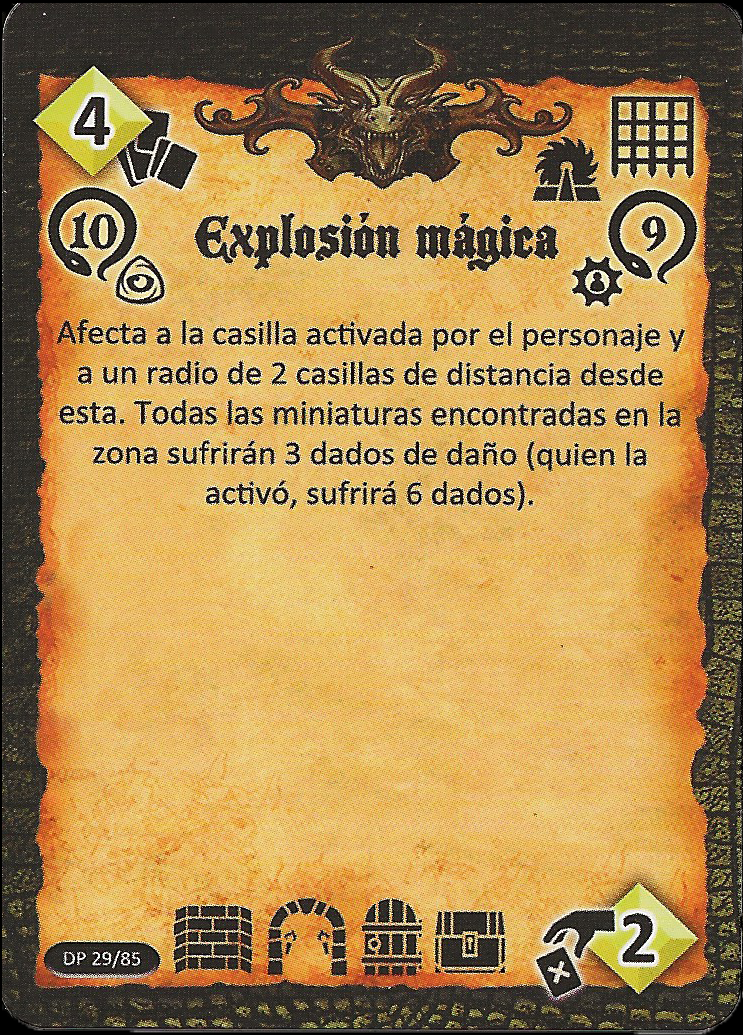 4
10
9
Explosión mágica
Afecta a la casilla activada por el personaje y
a un radio de 2 casillas de distancia desde
esta. Todas las miniaturas encontradas en la
zona sufrirán 3 dados de daño (quien la
activó, sufrirá 6 dados).
DP 29/85
2